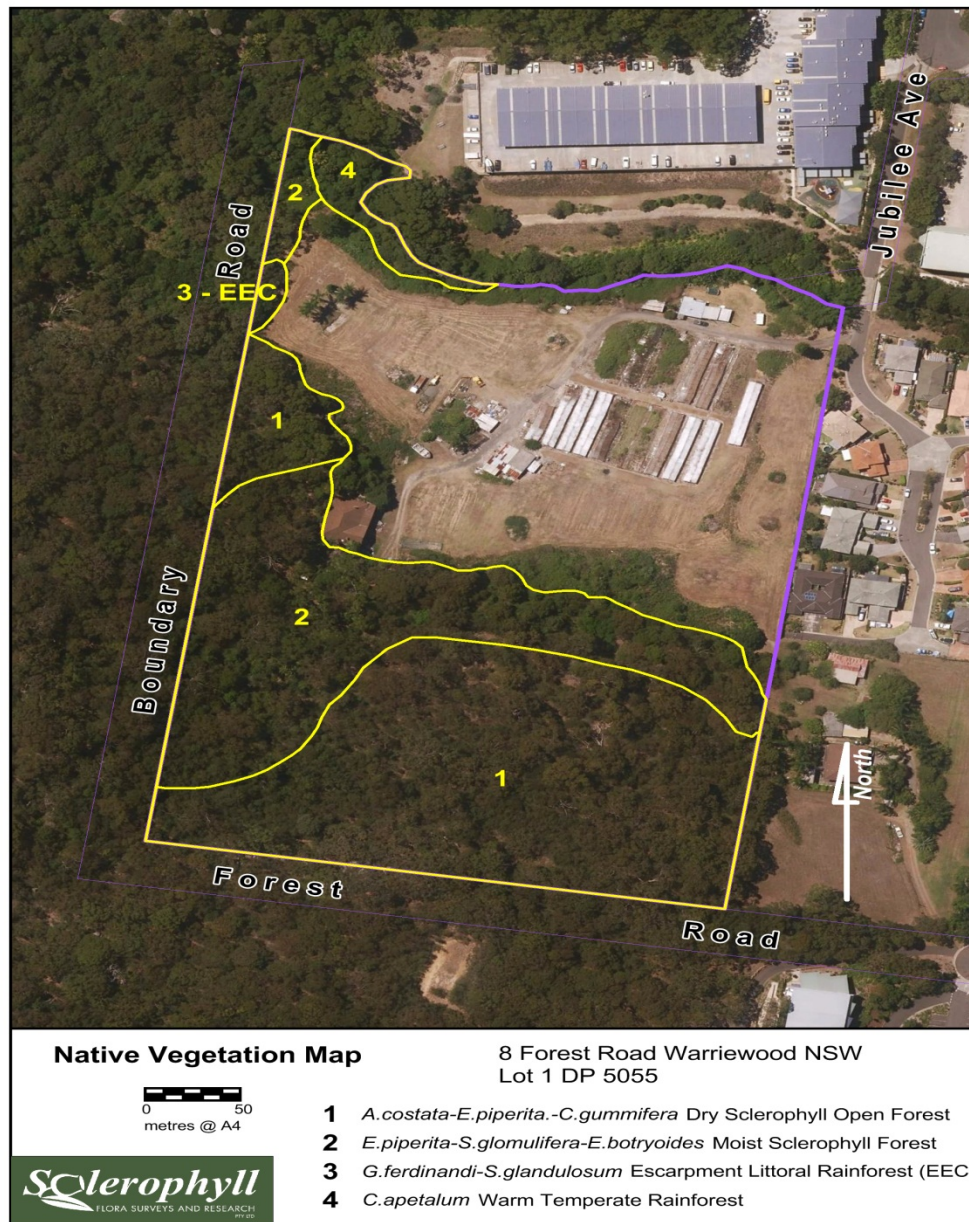 Jubilee Ave
4
2
Road
3 - EEC
1
2
Boundary
1
North
Forest
Road
Native Vegetation Map
8 Forest Road Warriewood NSW
Lot 1 DP 5055
0 50
metres @ A4
1 A.costata-E.piperita.-C.gummifera Dry Sclerophyll Open Forest
2 E.piperita-S.glomulifera-E.botryoides Moist Sclerophyll Forest
3 G.ferdinandi-S.glandulosum Escarpment Littoral Rainforest (EEC
4 C.apetalum Warm Temperate Rainforest
Sclerophyll
FLORA SURVEYS AND RESEARCH
PTY LTD